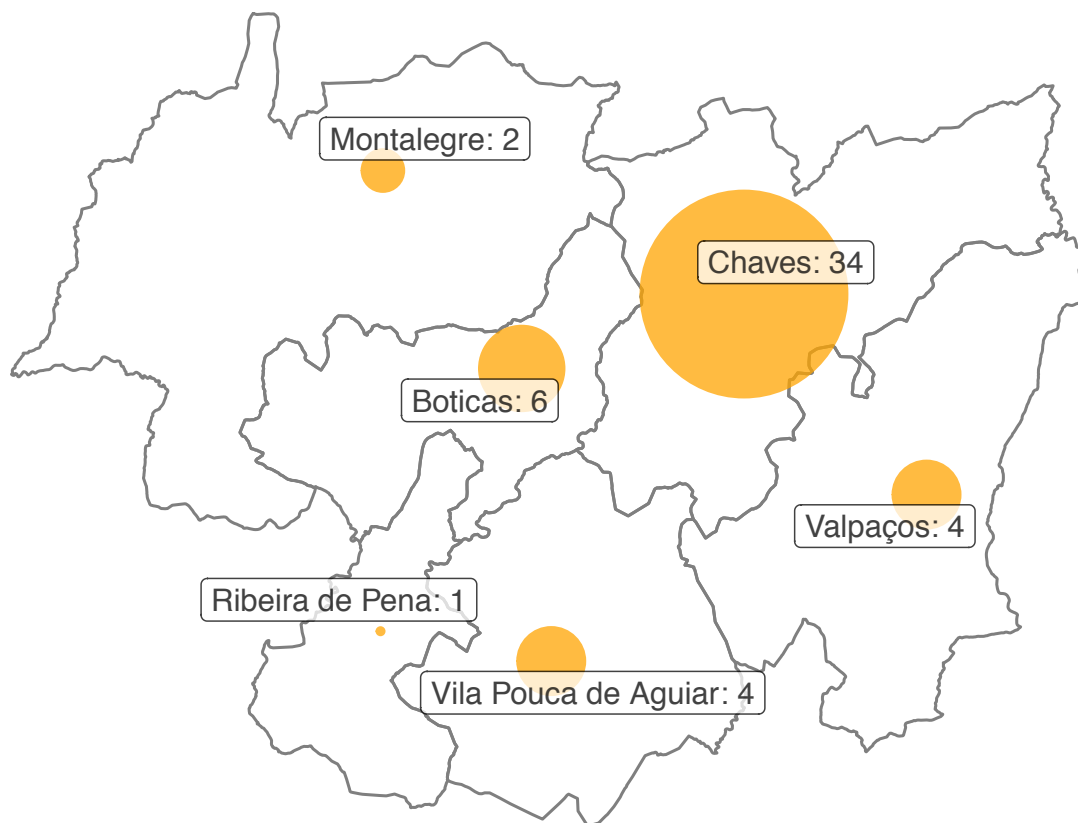 Montalegre: 2
Chaves: 34
Boticas: 6
Valpaços: 4
Ribeira de Pena: 1
Vila Pouca de Aguiar: 4